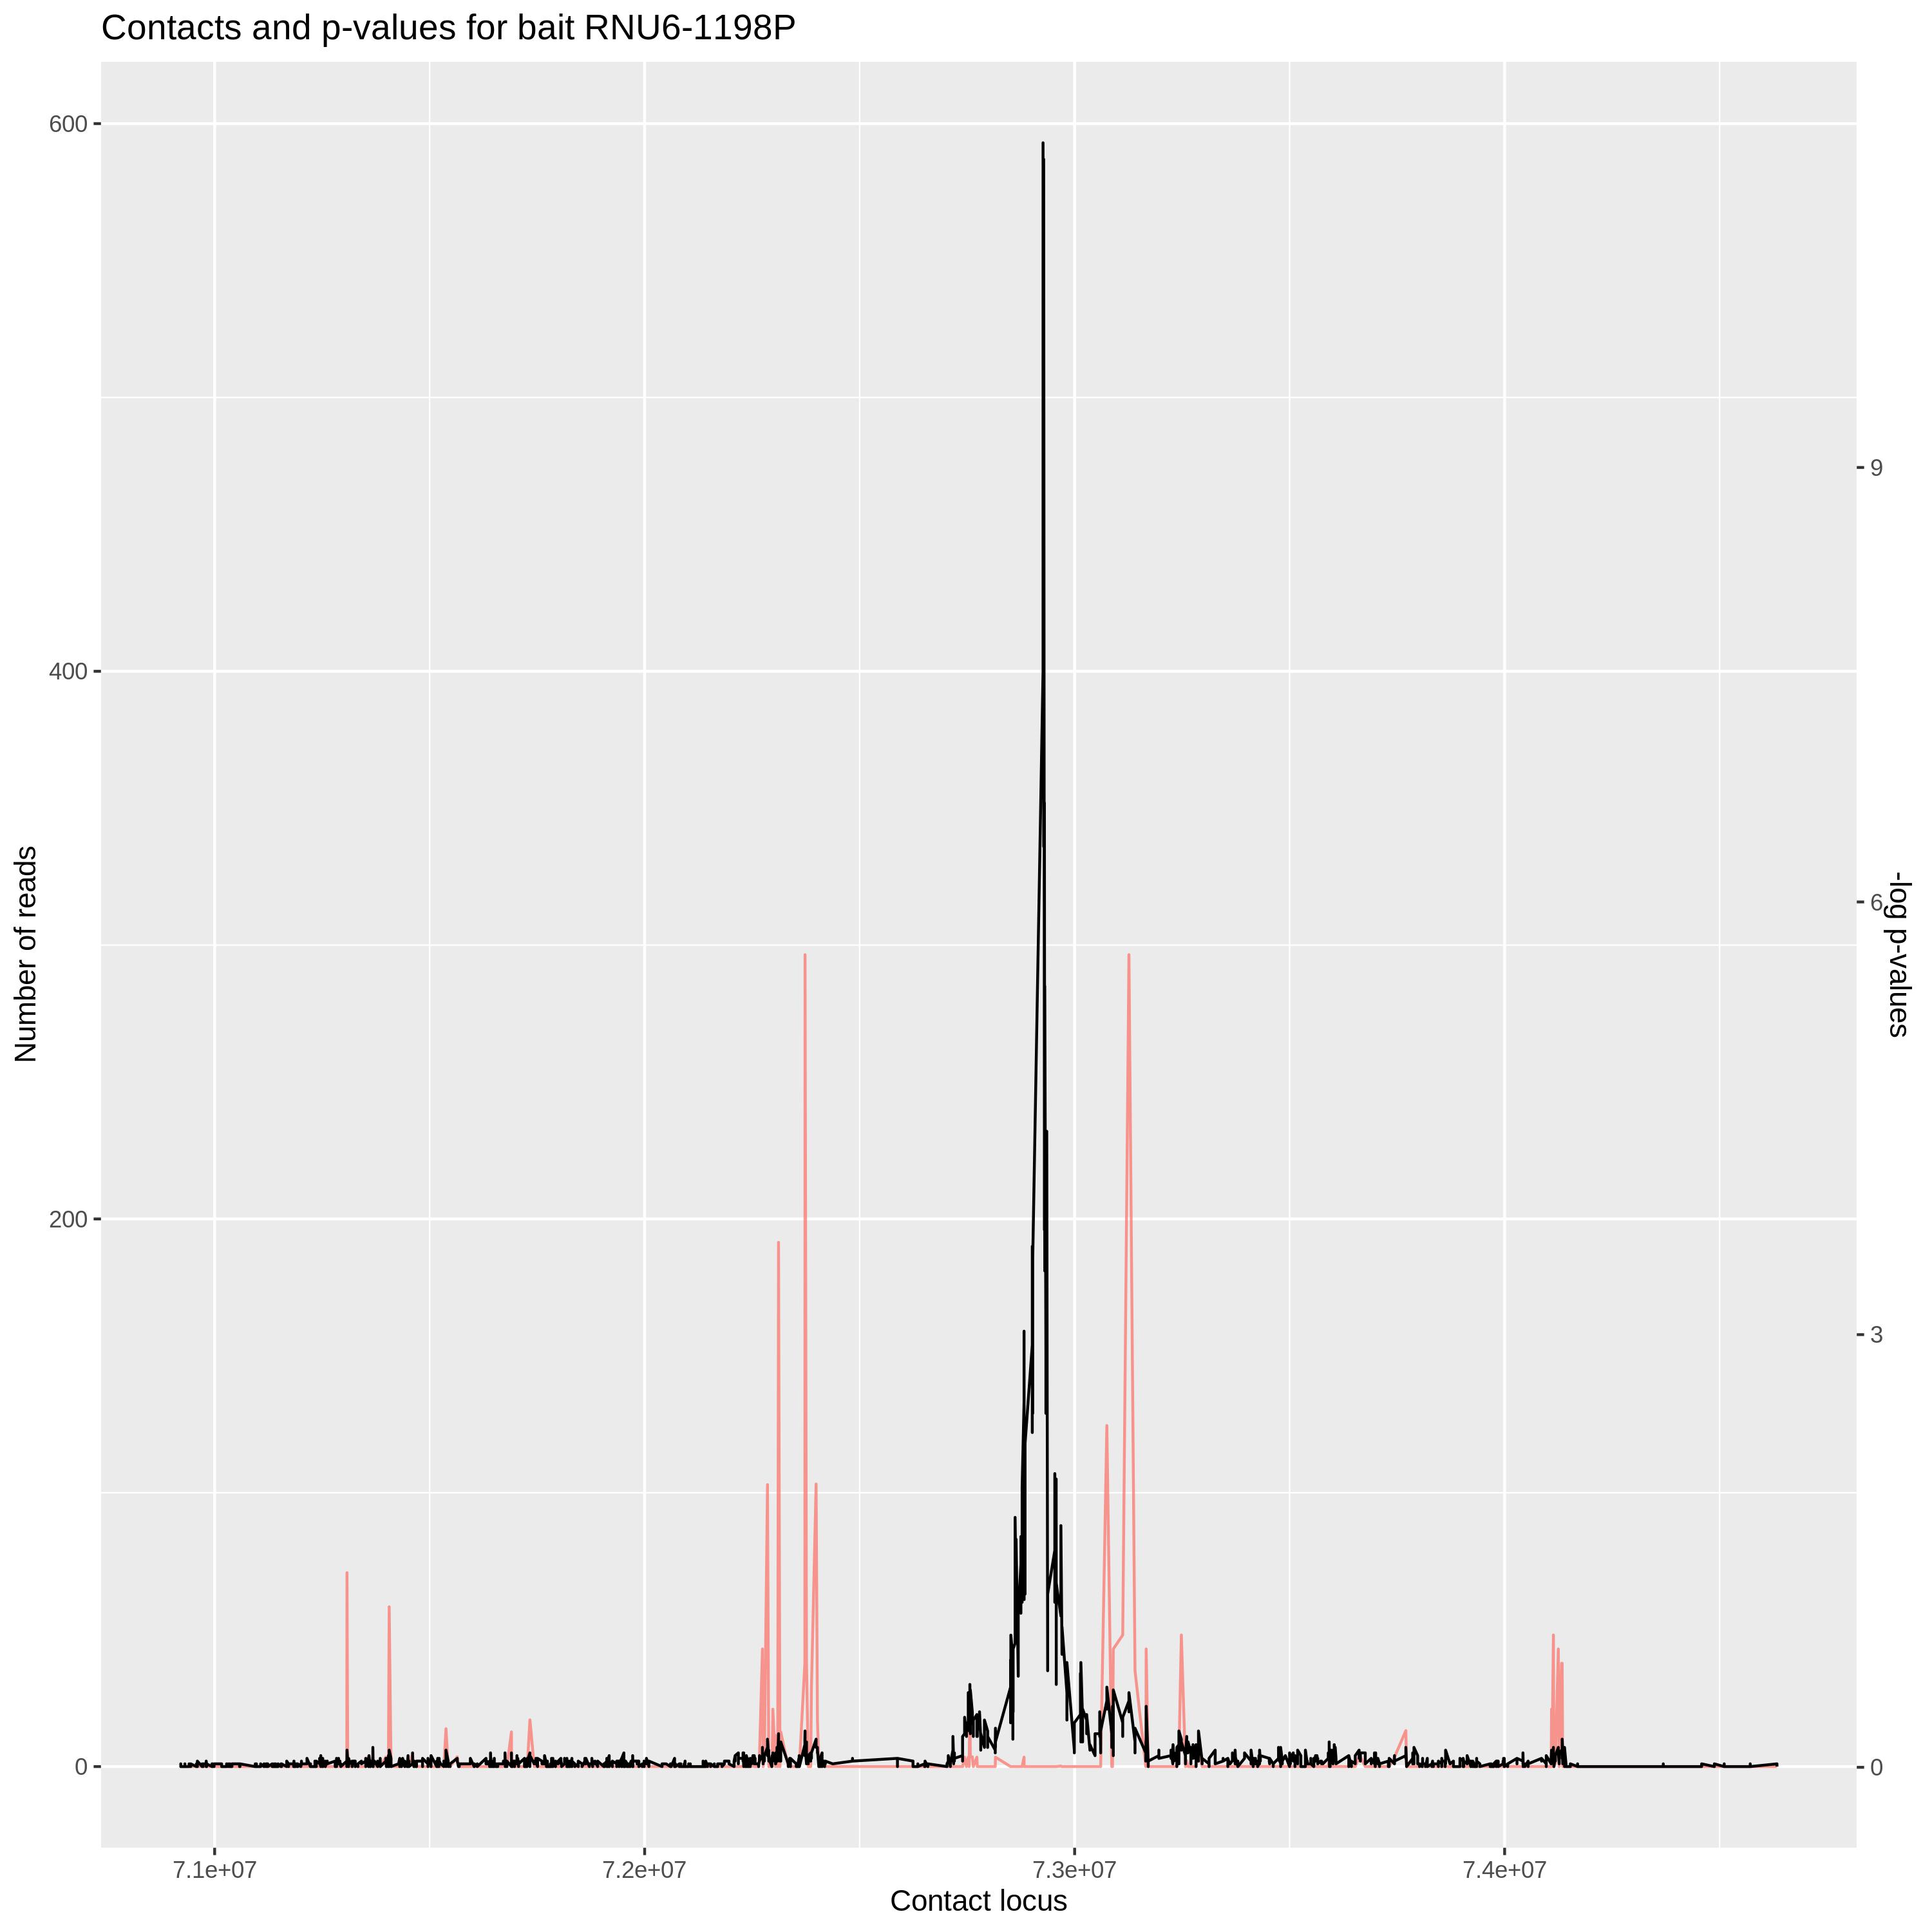 Contacts and p-values for bait RNU6-1198P
600
400
200
0
Number of reads
9
6
3
0
-log p-values
7.1e+07
7.2e+07
7.3e+07
7.4e+07
Contact locus